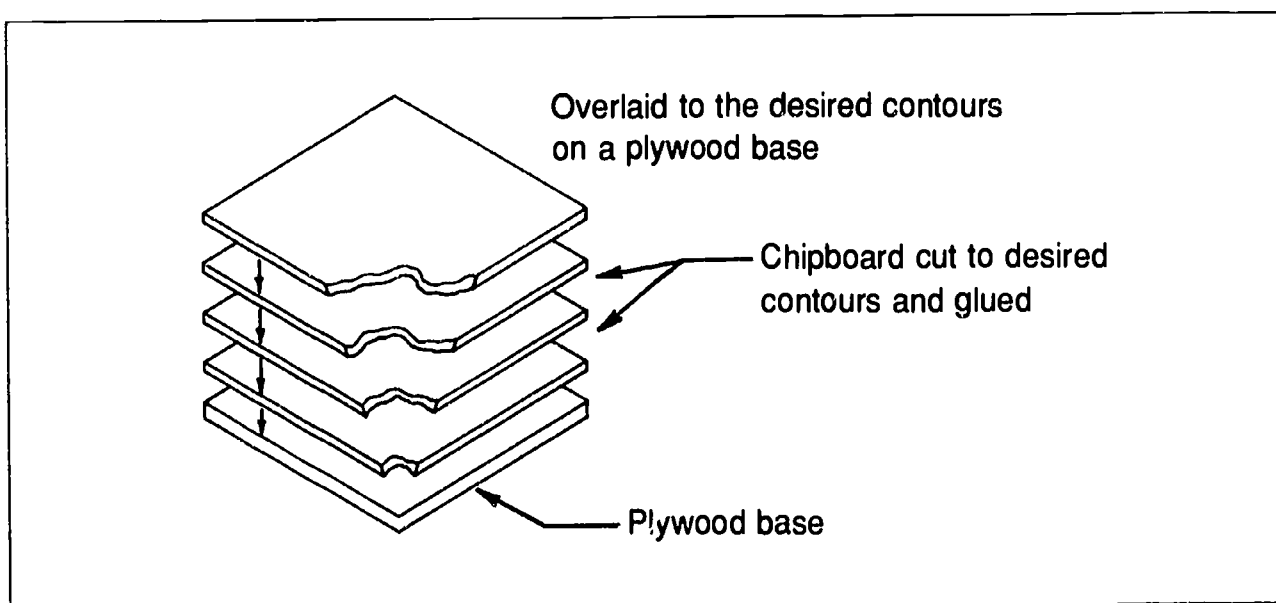 Overlaid to the desired contours
on a plywood base
Chipboard cut to desired
contours and glued
Plywood base